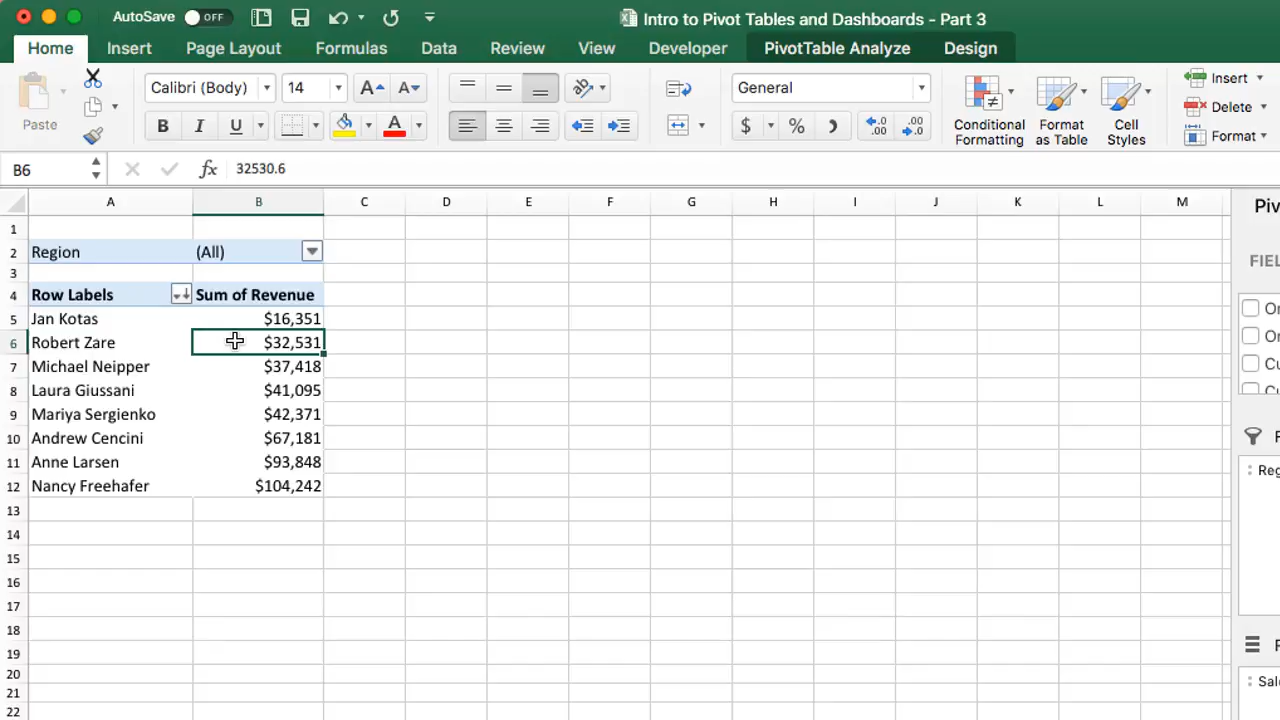 AutoSave OFF Intro to Pivot Tables and Dashboards - Part 3
Home Insert Page Layout Formulas Data Review View Developer PivotTable Analyze Design
Paste Calibri (Body) 14 A A General Conditional Formatting Format as Table Cell Styles Insert
Delete
B I U A $ % Format
B6 fx 32530.6
A B C D E F G H I J K L M
1
2 Region (All)
3
4 Row Labels Sum of Revenue
5 Jan Kotas $16,351
6 Robert Zare $32,531
7 Michael Neipper $37,418
8 Laura Giussani $41,095
9 Mariya Sergienko $42,371
10 Andrew Cencini $67,181
11 Anne Larsen $93,848
12 Nancy Freehafer $104,242
13
14
15
16
17
18
19
20
21
22